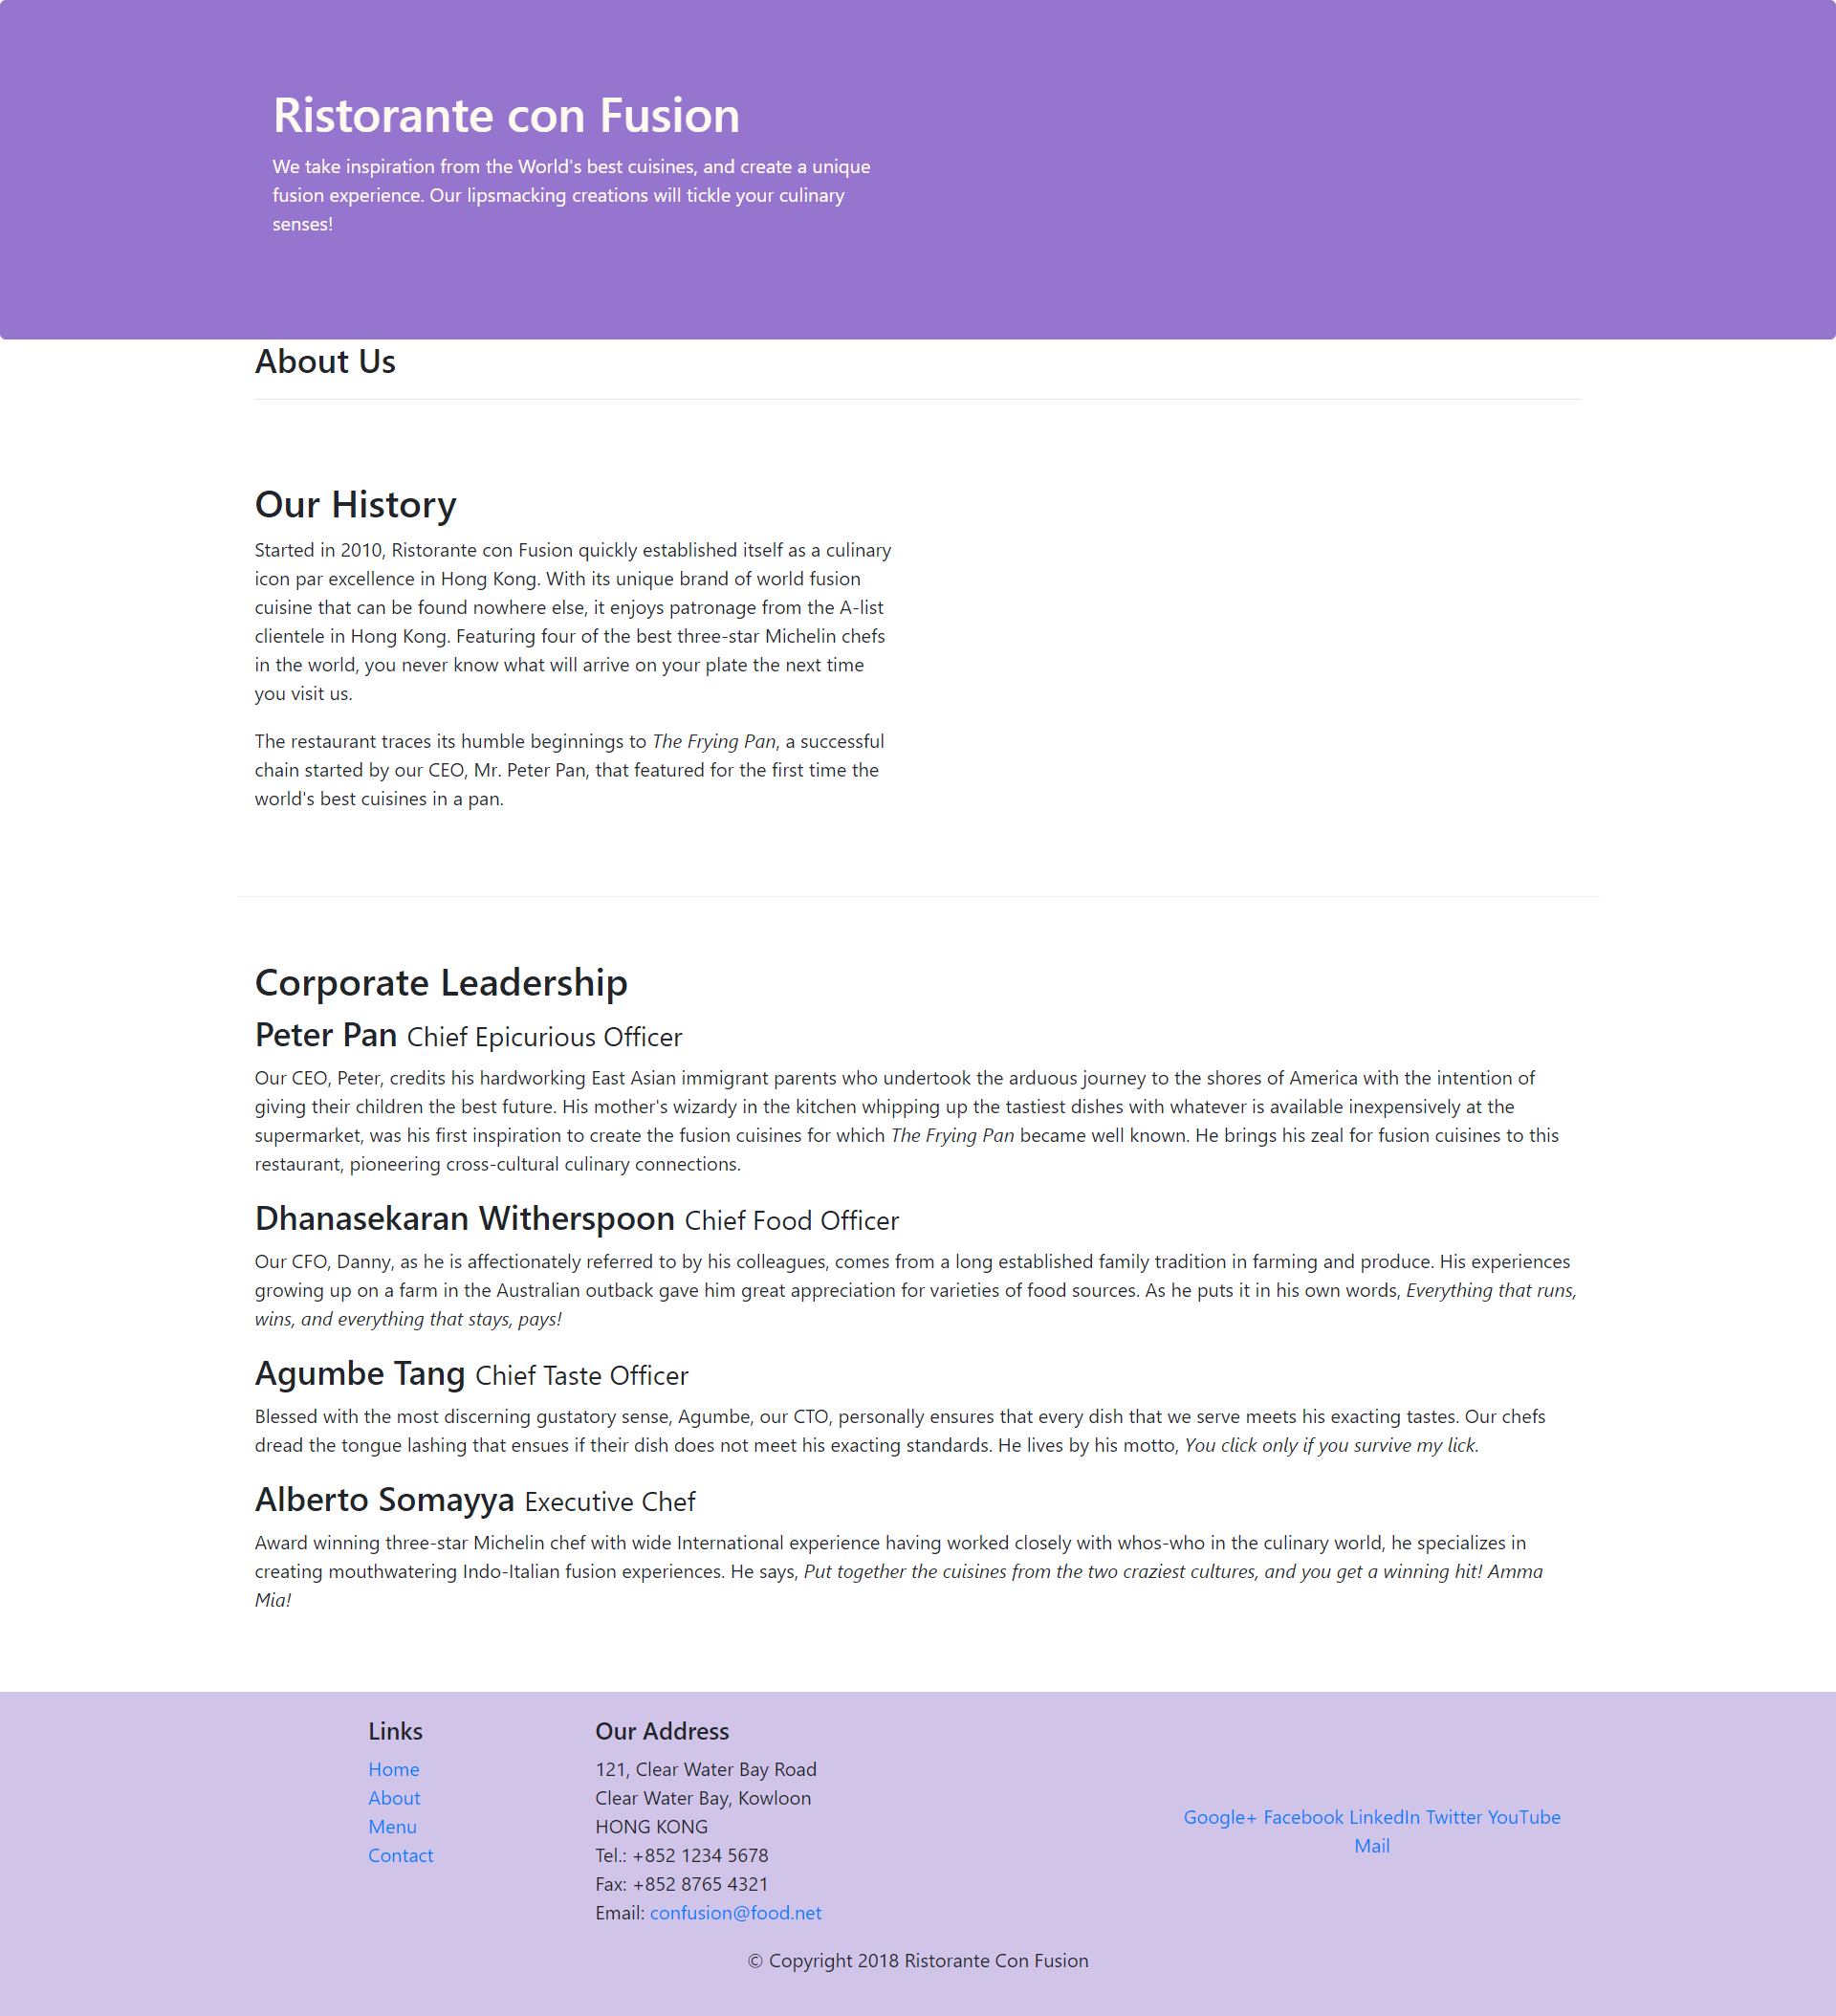 Ristorante con Fusion
We take inspiration from the World's best cuisines, and create a unique
fusion experience. Our lipsmacking creations will tickle your culinary
senses!
About Us
Our History
Started in 2010, Ristorante con Fusion quickly established itself as a culinary
icon par excellence in Hong Kong. With its unique brand of world fusion
cuisine that can be found nowhere else, it enjoys patronage from the A-list
clientele in Hong Kong. Featuring four of the best three-star Michelin chefs
in the world, you never know what will arrive on your plate the next time
you visit us.
The restaurant traces its humble beginnings to The Frying Pan, a successful
chain started by our CEO, Mr. Peter Pan, that featured for the first time the
world's best cuisines in a pan.
Corporate Leadership
Peter Pan Chief Epicurious Officer
Our CEO, Peter, credits his hardworking East Asian immigrant parents who undertook the arduous journey to the shores of America with the intention of
giving their children the best future. His mother's wizardy in the kitchen whipping up the tastiest dishes with whatever is available inexpensively at the
supermarket, was his first inspiration to create the fusion cuisines for which The Frying Pan became well known. He brings his zeal for fusion cuisines to this
restaurant, pioneering cross-cultural culinary connections.
Dhanasekaran Witherspoon Chief Food Officer
Our CFO, Danny, as he is affectionately referred to by his colleagues, comes from a long established family tradition in farming and produce. His experiences
growing up on a farm in the Australian outback gave him great appreciation for varieties of food sources. As he puts it in his own words, Everything that runs,
wins, and everything that stays, pays!
Agumbe Tang Chief Taste Officer
Blessed with the most discerning gustatory sense, Agumbe, our CTO, personally ensures that every dish that we serve meets his exacting tastes. Our chefs
dread the tongue lashing that ensues if their dish does not meet his exacting standards. He lives by his motto, You click only if you survive my lick.
Alberto Somayya Executive Chef
Award winning three-star Michelin chef with wide International experience having worked closely with whos-who in the culinary world, he specializes in
creating mouthwatering Indo-Italian fusion experiences. He says, Put together the cuisines from the two craziest cultures, and you get a winning hit! Amma
Mia!
Links
Home
About
Menu
Contact
Our Address
121, Clear Water Bay Road
Clear Water Bay, Kowloon
HONG KONG
Tel.: +852 1234 5678
Fax: +852 8765 4321
Email: confusion@food.net
Google+ Facebook LinkedIn Twitter YouTube
Mail
© Copyright 2018 Ristorante Con Fusion